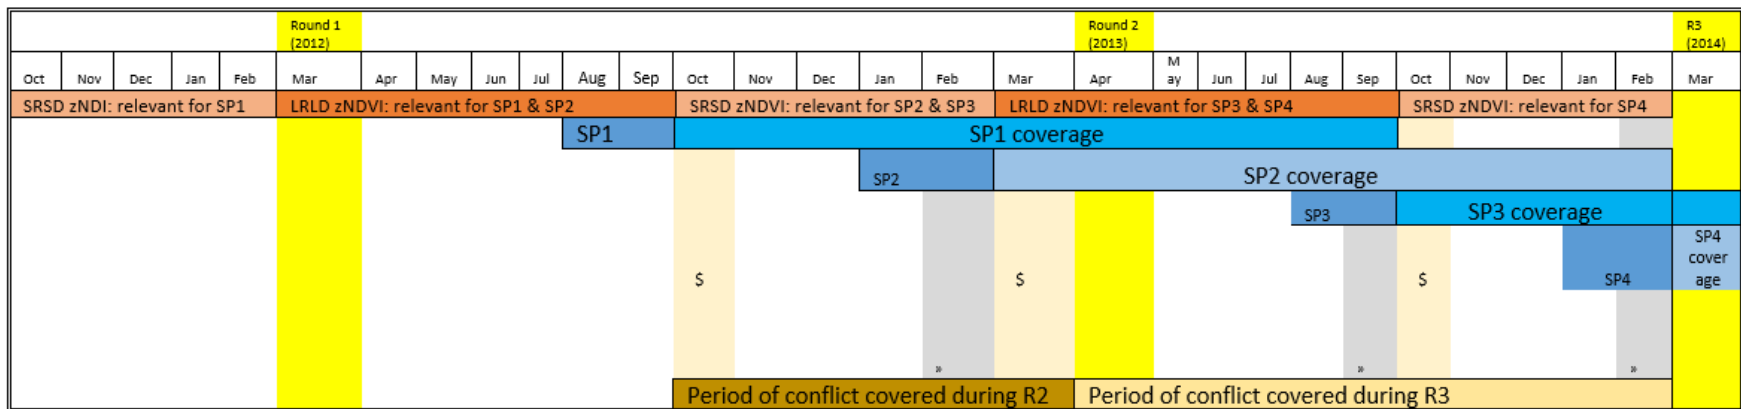 Round 1
(2012)
Round 2
(2013)
R3
(2014)
Oct Nov Dec Jan Feb Mar Apr May Jun Jul Aug Sep Oct Nov Dec Jan Feb Mar Apr M
ay Jun Jul Aug Sep Oct Nov Dec Jan Feb Mar
SRSD zNDI: relevant for SP1 LRLD zNDVI: relevant for SP1 & SP2 SRSD zNDVI: relevant for SP2 & SP3 LRLD zNDVI: relevant for SP3 & SP4 SRSD zNDVI: relevant for SP4
SP1 SP1 coverage
SP2 SP2 coverage
SP3 SP3 coverage
SP4
cover
age
$ $ $ SP4
» » »
Period of conflict covered during R2 Period of conflict covered during R3